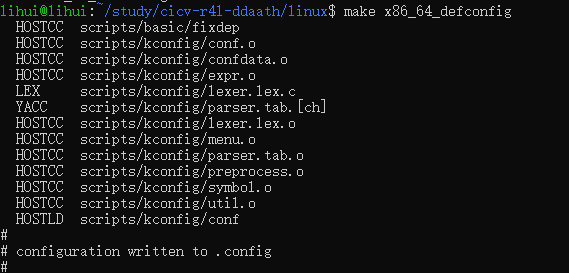 lihui@lihui:~/study/cicv-r4l-ddaath/linux$ make x86_64_defconfig
HOSTCC scripts/basic/fixdep
HOSTCC scripts/kconfig/conf.o
HOSTCC scripts/kconfig/confdata.o
HOSTCC scripts/kconfig/expr.o
LEX scripts/kconfig/lexer.lex.c
YACC scripts/kconfig/parser.tab.[ch]
HOSTCC scripts/kconfig/lexer.lex.o
HOSTCC scripts/kconfig/menu.o
HOSTCC scripts/kconfig/parser.tab.o
HOSTCC scripts/kconfig/preprocess.o
HOSTCC scripts/kconfig/symbol.o
HOSTCC scripts/kconfig/util.o
HOSTLD scripts/kconfig/conf
#
# configuration written to .config
#